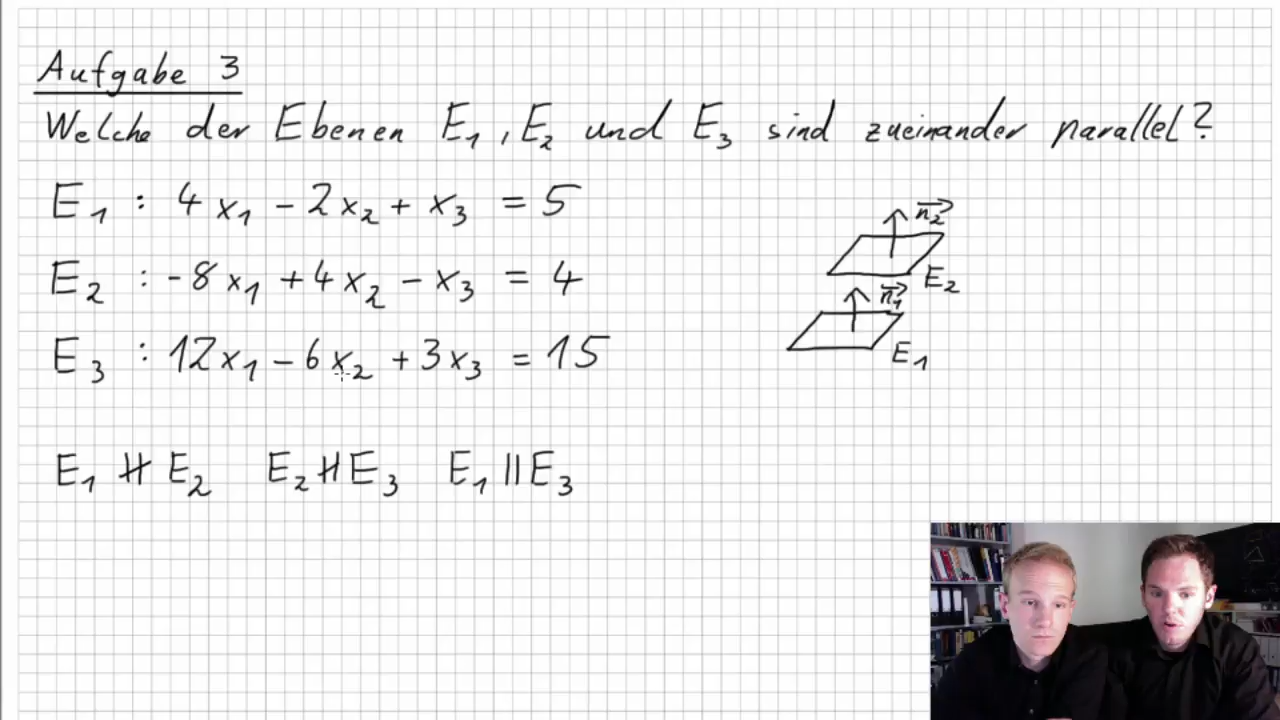 Aufgabe 3
Welche der Ebenen E₁, E₂ und E₃ sind zueinander parallel?
E₁ : 4x₁ - 2x₂ + x₃ = 5
E₂ : -8x₁ + 4x₂ - x₃ = 4
E₃ : 12x₁ - 6x₂ + 3x₃ = 15
n₂→
E₂
n₁→
E₁
E₁ ∦ E₂ E₂ ∦ E₃ E₁ || E₃